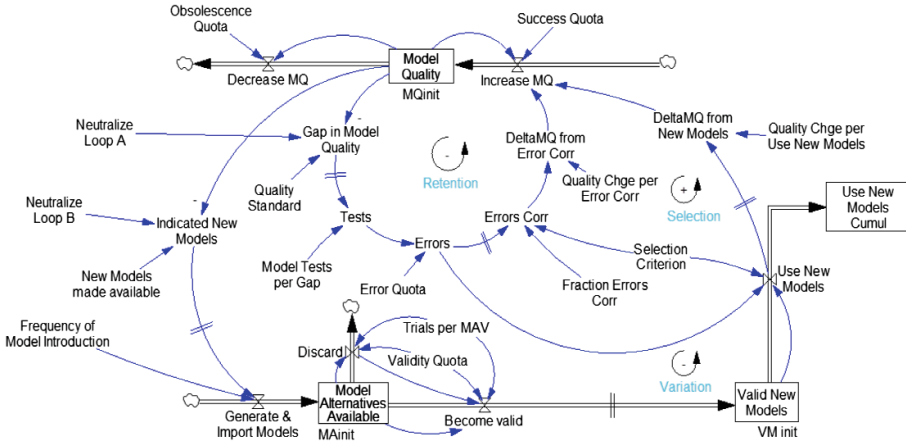 Obsolescence
Quota
Success Quota
Model
Quality
Decrease MQ
Increase MQ
MQinit
Neutralize
Loop A
Gap in Model
Quality
-
DeltaMQ from
Error Corr
DeltaMQ from
New Models
Quality Chge per
Use New Models
-
Retention
Quality
Standard
Quality Chge per
Error Corr
+
Selection
Use New
Models
Cumul
Neutralize
Loop B
-
Indicated New
Models
Tests
Errors Corr
Errors
Selection
Criterion
Model Tests
per Gap
New Models
made available
Error Quota
Fraction Errors
Corr
Use New
Models
Frequency of
Model Introduction
Trials per MAV
Discard
Validity Quota
-
Variation
Model
Alternatives
Available
Valid New
Models
Generate &
Import Models
Become valid
MAinit
VM init